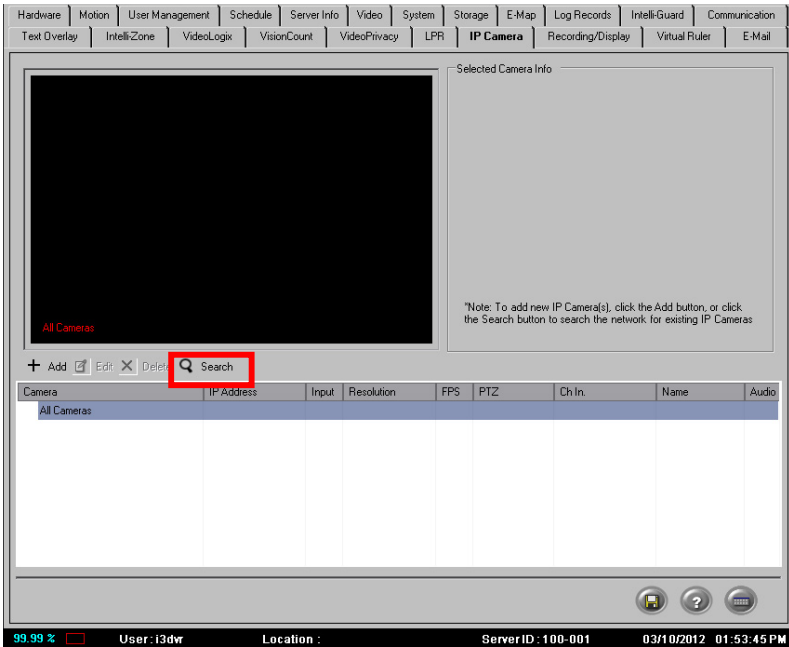 Hardware Motion User Management Schedule Server Info Video System Storage E-Map Log Records Intelli-Guard Communication
Text Overlay Intelli-Zone VideoLogix VisionCount VideoPrivacy LPR IP Camera Recording/Display Virtual Ruler E-Mail
Selected Camera Info
"Note: To add new IP Camera(s), click the Add button, or click
the Search button to search the network for existing IP Cameras
All Cameras
Add Edit Delete Search
Camera IP Address Input Resolution FPS PTZ Ch In. Name Audio
All Cameras
?
99.99 % User : i3dvr Location : Server ID : 100-001 03/10/2012 01:53:45 PM